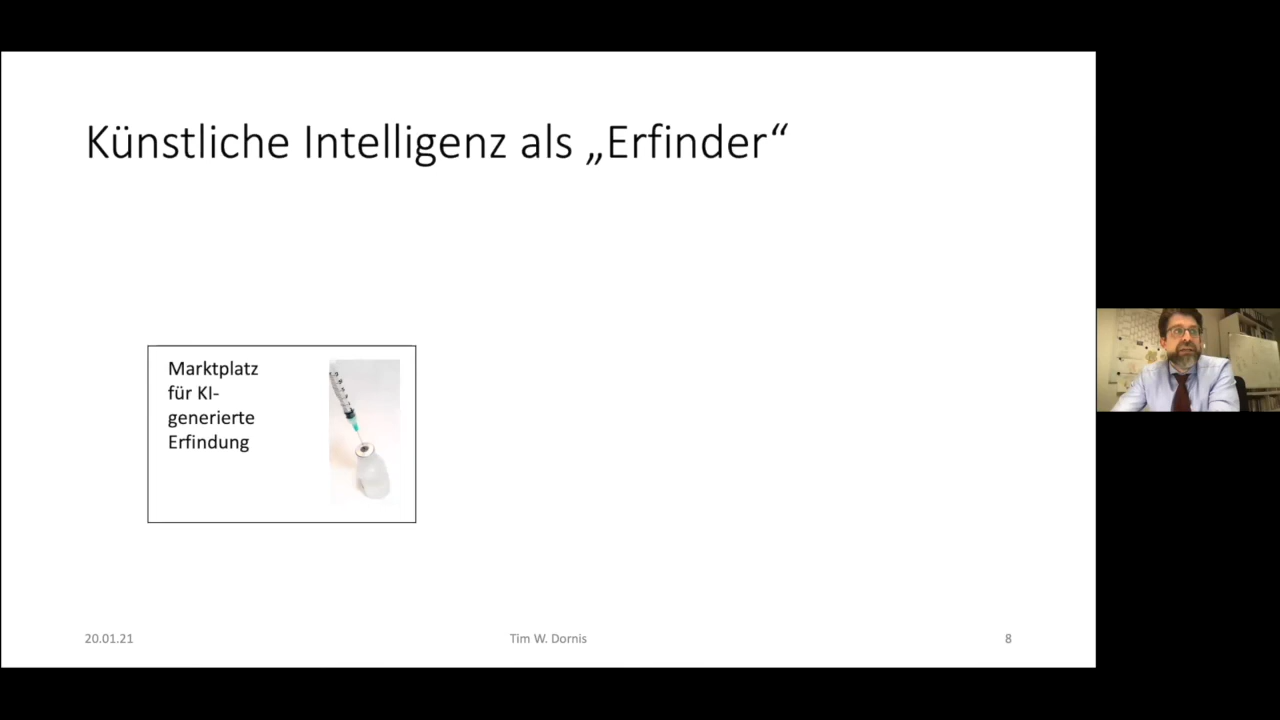 Künstliche Intelligenz als „Erfinder“
Marktplatz
für KI-
generierte
Erfindung
20.01.21
Tim W. Dornis
8